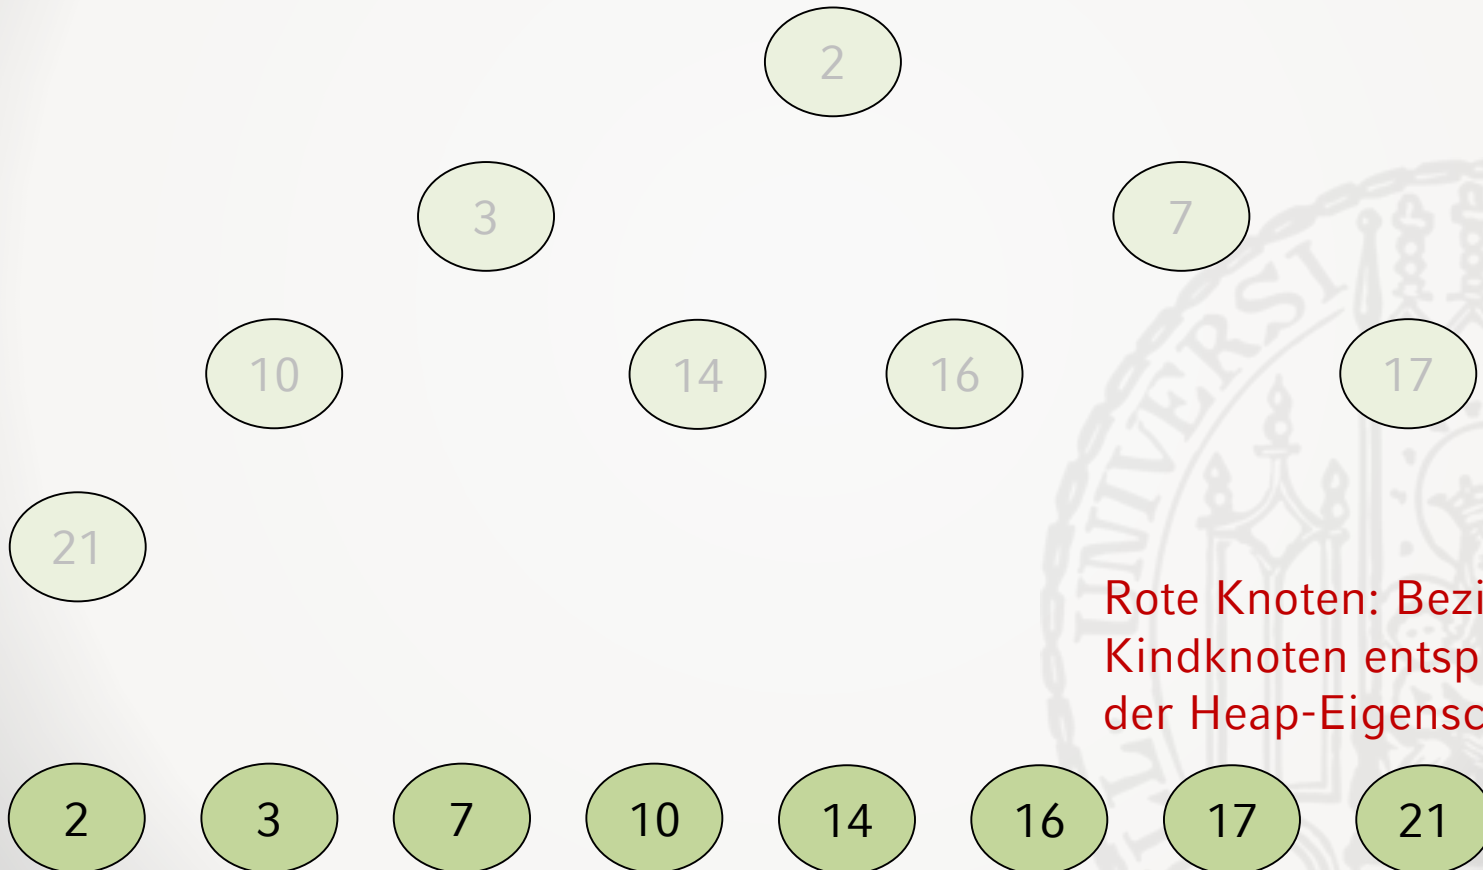 2
3 7
10 14 16 17
21
Rote Knoten: Bezi
Kindknoten entsp
der Heap-Eigensc
2 3 7 10 14 16 17 21
UNIVERSI